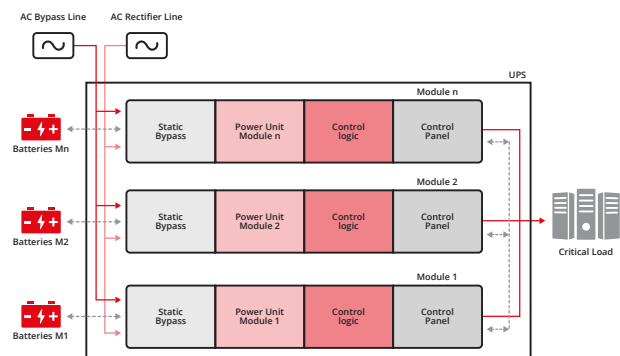 AC Bypass Line
AC Rectifier Line
UPS
Module n
Static
Bypass
Power Unit
Module n
Control
logic
Control
Panel
Batteries Mn
Module 2
Static
Bypass
Power Unit
Module 2
Control
logic
Control
Panel
Batteries M2
Critical Load
Module 1
Static
Bypass
Power Unit
Module 1
Control
logic
Control
Panel
Batteries M1